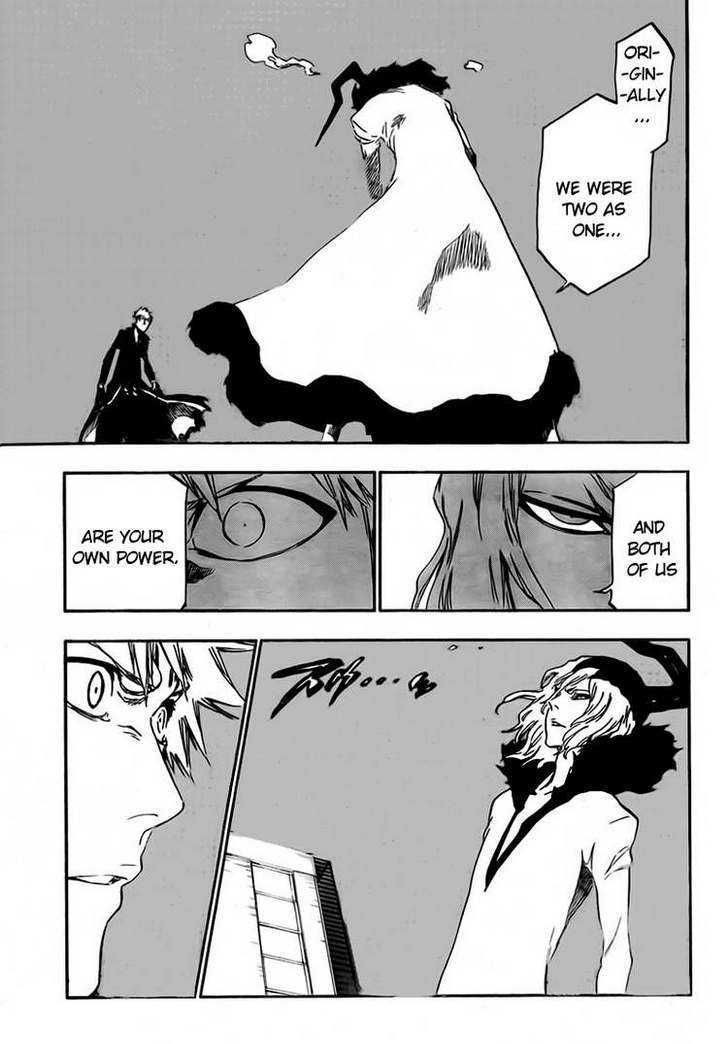 ORI-
-GIN-
-ALLY
...
WE WERE
TWO AS
ONE...
AND
BOTH
OF US
ARE YOUR
OWN POWER,